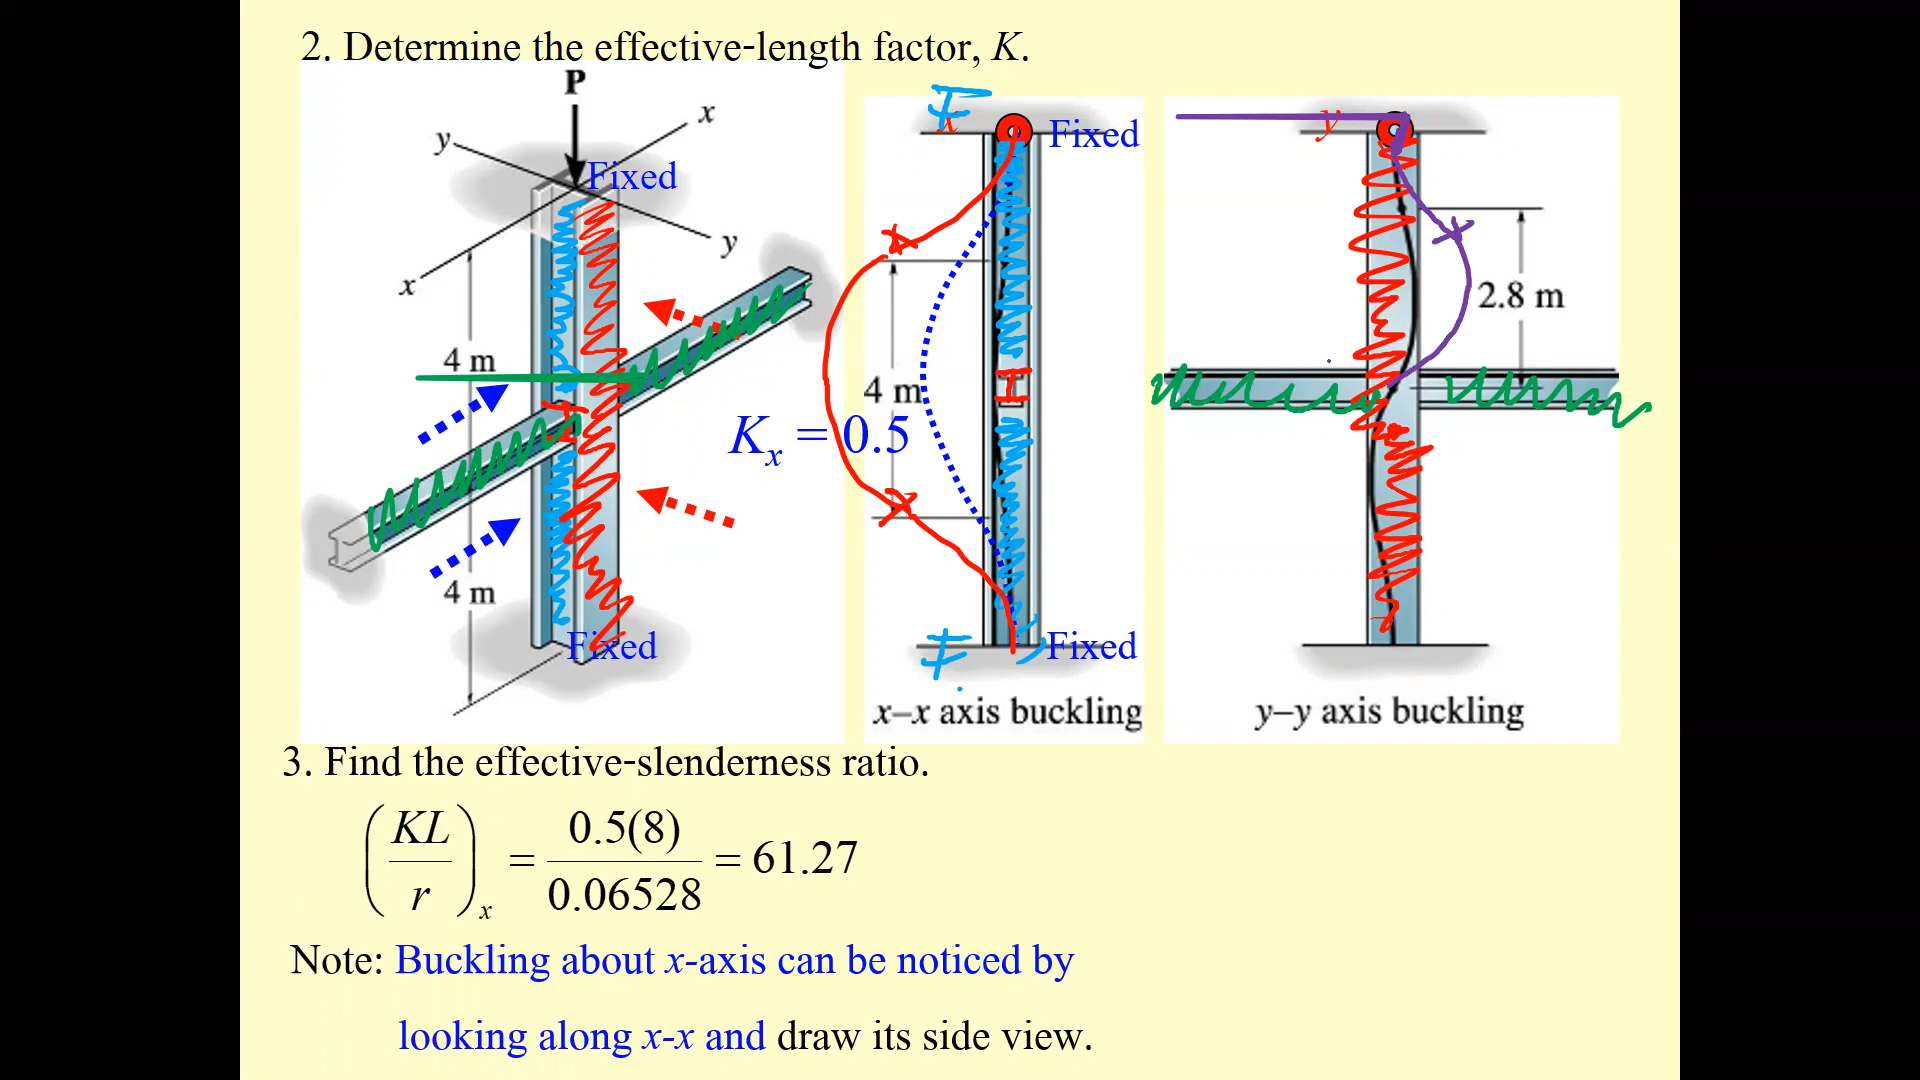 2. Determine the effective-length factor, K.
P
x
y
Fixed
y
x
4 m
4 m
Fixed
Kx = 0.5
F
x
Fixed
4 m
F
Fixed
x–x axis buckling
y
2.8 m
y–y axis buckling
3. Find the effective-slenderness ratio.
(KL/r)x = 0.5(8)/0.06528 = 61.27
Note: Buckling about x-axis can be noticed by
looking along x-x and draw its side view.